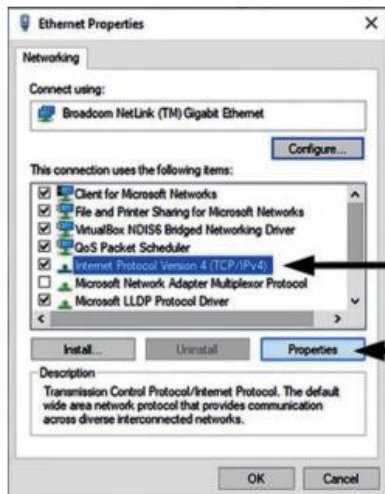 Ethernet Properties
Networking
Connect using:
Broadcom NetLink (TM) Gigabit Ethernet
Configure...
This connection uses the following items:
Client for Microsoft Networks
File and Printer Sharing for Microsoft Networks
VirtualBox NDIS6 Bridged Networking Driver
QoS Packet Scheduler
Internet Protocol Version 4 (TCP/IPv4)
Microsoft Network Adapter Multiplexor Protocol
Microsoft LLDP Protocol Driver
Install... Uninstall Properties
Description
Transmission Control Protocol/Internet Protocol. The default
wide area network protocol that provides communication
across diverse interconnected networks.
OK Cancel